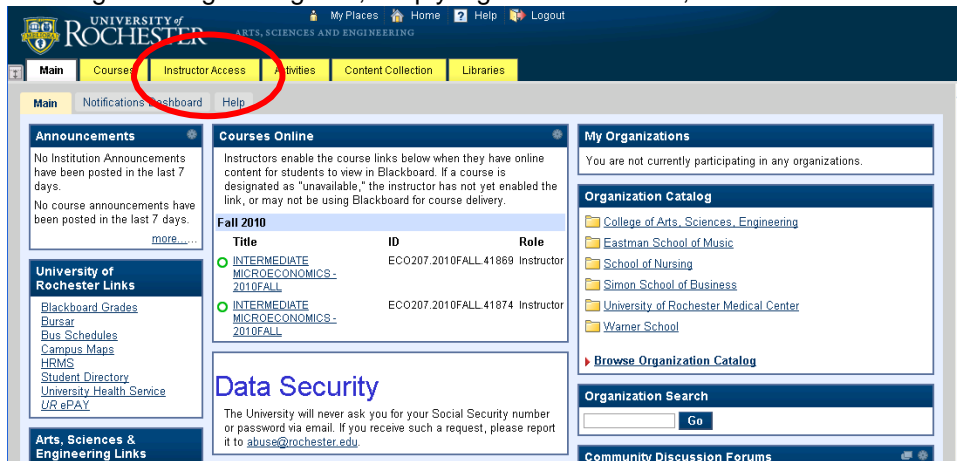 UNIVERSITY of
ROCHESTER
ARTS, SCIENCES AND ENGINEERING
My Places Home ? Help Logout
Main Courses Instructor Access Activities Content Collection Libraries
Main Notifications Dashboard Help
Announcements
No Institution Announcements
have been posted in the last 7
days.
No course announcements have
been posted in the last 7 days.
more......
University of
Rochester Links
Blackboard Grades
Bursar
Bus Schedules
Campus Maps
HRMS
Student Directory
University Health Service
UR ePAY
Arts, Sciences &
Engineering Links
Courses Online
Instructors enable the course links below when they have online
content for students to view in Blackboard. If a course is
designated as "unavailable," the instructor has not yet enabled the
link, or may not be using Blackboard for course delivery.
Fall 2010
Title ID Role
INTERMEDIATE ECO207.2010FALL.41869 Instructor
MICROECONOMICS -
2010FALL
INTERMEDIATE ECO207.2010FALL.41874 Instructor
MICROECONOMICS -
2010FALL
Data Security
The University will never ask you for your Social Security number
or password via email. If you receive such a request, please report
it to abuse@rochester.edu.
My Organizations
You are not currently participating in any organizations.
Organization Catalog
College of Arts, Sciences, Engineering
Eastman School of Music
School of Nursing
Simon School of Business
University of Rochester Medical Center
Warner School
Browse Organization Catalog
Organization Search
Go
Community Discussion Forums